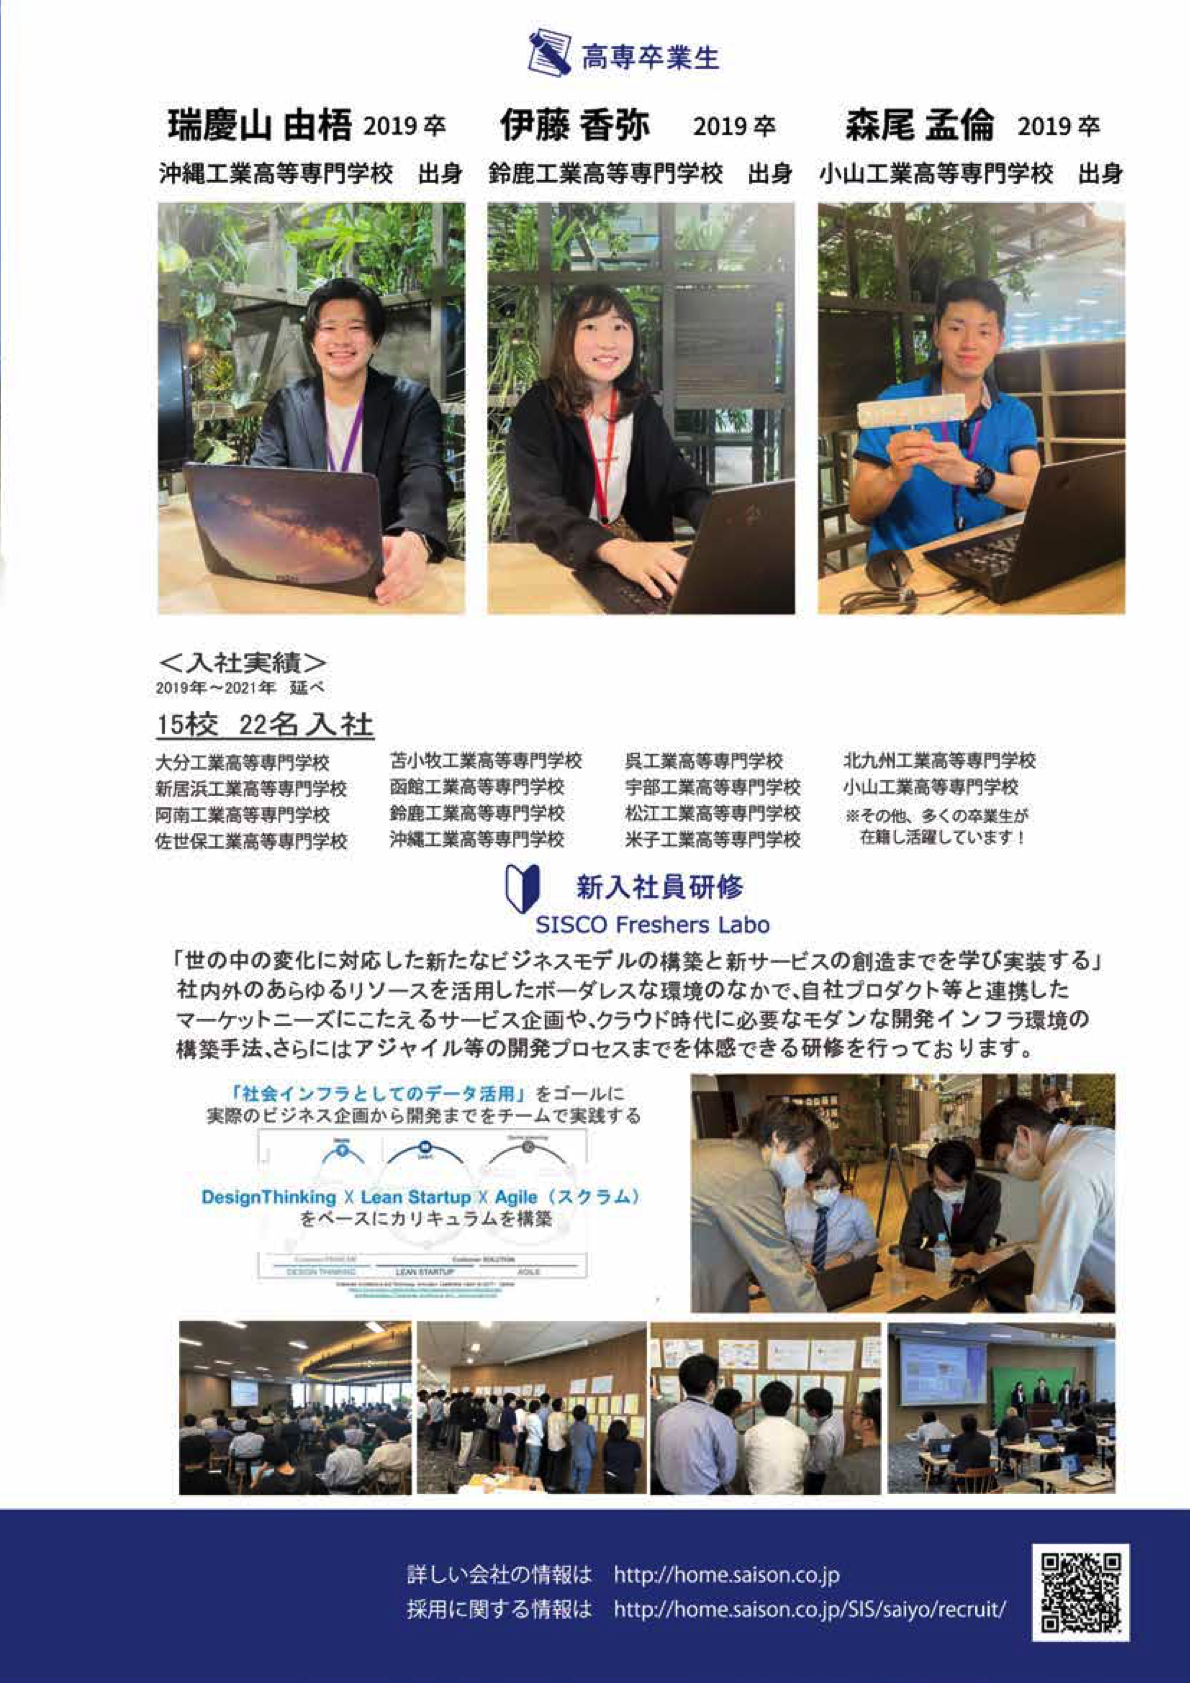 高専卒業生
瑞慶山 由梧 2019 卒
沖縄工業高等専門学校 出身
伊藤 香弥 2019 卒
鈴鹿工業高等専門学校 出身
森尾 孟倫 2019 卒
小山工業高等専門学校 出身
＜入社実績＞
2019年～2021年 延べ
15校 22名入社
大分工業高等専門学校
新居浜工業高等専門学校
阿南工業高等専門学校
佐世保工業高等専門学校
苫小牧工業高等専門学校
函館工業高等専門学校
鈴鹿工業高等専門学校
沖縄工業高等専門学校
呉工業高等専門学校
宇部工業高等専門学校
松江工業高等専門学校
米子工業高等専門学校
北九州工業高等専門学校
小山工業高等専門学校
※その他、多くの卒業生が
在籍し活躍しています！
新入社員研修
SISCO Freshers Labo
「世の中の変化に対応した新たなビジネスモデルの構築と新サービスの創造までを学び実装する」
社内外のあらゆるリソースを活用したボーダレスな環境のなかで、自社プロダクト等と連携した
マーケットニーズにこたえるサービス企画や、クラウド時代に必要なモダンな開発インフラ環境の
構築手法、さらにはアジャイル等の開発プロセスまでを体感できる研修を行っております。
「社会インフラとしてのデータ活用」をゴールに
実際のビジネス企画から開発までをチームで実践する
DesignThinking X Lean Startup X Agile（スクラム）
をベースにカリキュラムを構築
Customer PROBLEM Customer SOLUTION
DESIGN THINKING LEAN STARTUP AGILE
詳しい会社の情報は http://home.saison.co.jp
採用に関する情報は http://home.saison.co.jp/SIS/saiyo/recruit/